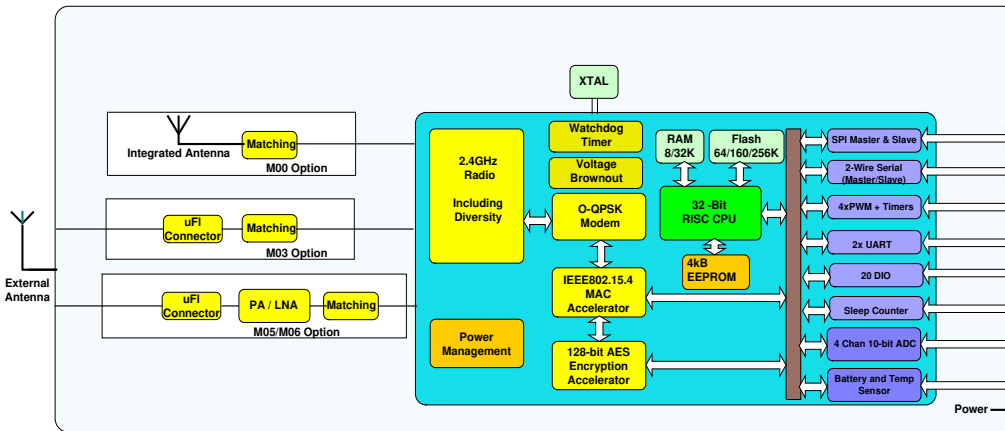 XTAL
External
Antenna
Integrated Antenna
Matching
M00 Option
uFl
Connector
Matching
M03 Option
uFl
Connector
PA / LNA
Matching
M05/M06 Option
2.4GHz
Radio
Including
Diversity
Power
Management
Watchdog
Timer
Voltage
Brownout
O-QPSK
Modem
IEEE802.15.4
MAC
Accelerator
128-bit AES
Encryption
Accelerator
RAM
8/32K
Flash
64/160/256K
32 -Bit
RISC CPU
4kB
EEPROM
SPI Master & Slave
2-Wire Serial
(Master/Slave)
4xPWM + Timers
2x UART
20 DIO
Sleep Counter
4 Chan 10-bit ADC
Battery and Temp
Sensor
Power